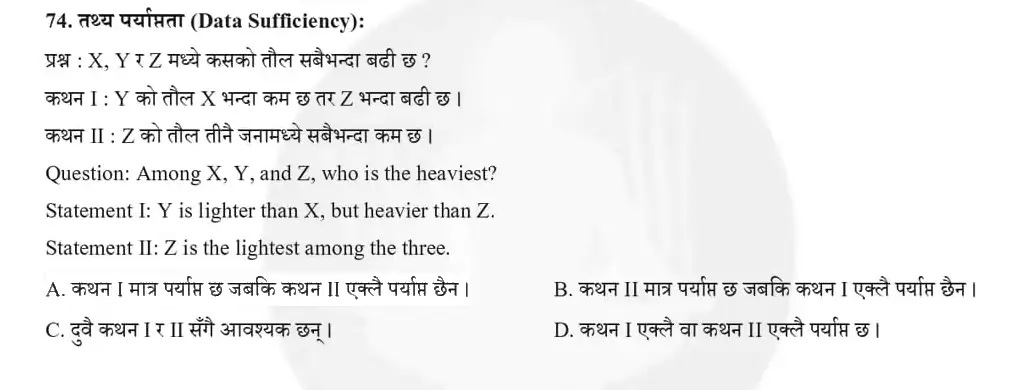 74. तथ्य पर्याप्तता (Data Sufficiency):
प्रश्न : X, Y र Z मध्ये कसको तौल सबैभन्दा बढी छ ?
कथन I : Y को तौल X भन्दा कम छ तर Z भन्दा बढी छ ।
कथन II : Z को तौल तीनै जनामध्ये सबैभन्दा कम छ ।
Question: Among X, Y, and Z, who is the heaviest?
Statement I: Y is lighter than X, but heavier than Z.
Statement II: Z is the lightest among the three.
A. कथन I मात्र पर्याप्त छ जबकि कथन II एक्लै पर्याप्त छैन ।
B. कथन II मात्र पर्याप्त छ जबकि कथन I एक्लै पर्याप्त छैन ।
C. दुवै कथन I र II सँगै आवश्यक छन् ।
D. कथन I एक्लै वा कथन II एक्लै पर्याप्त छ ।